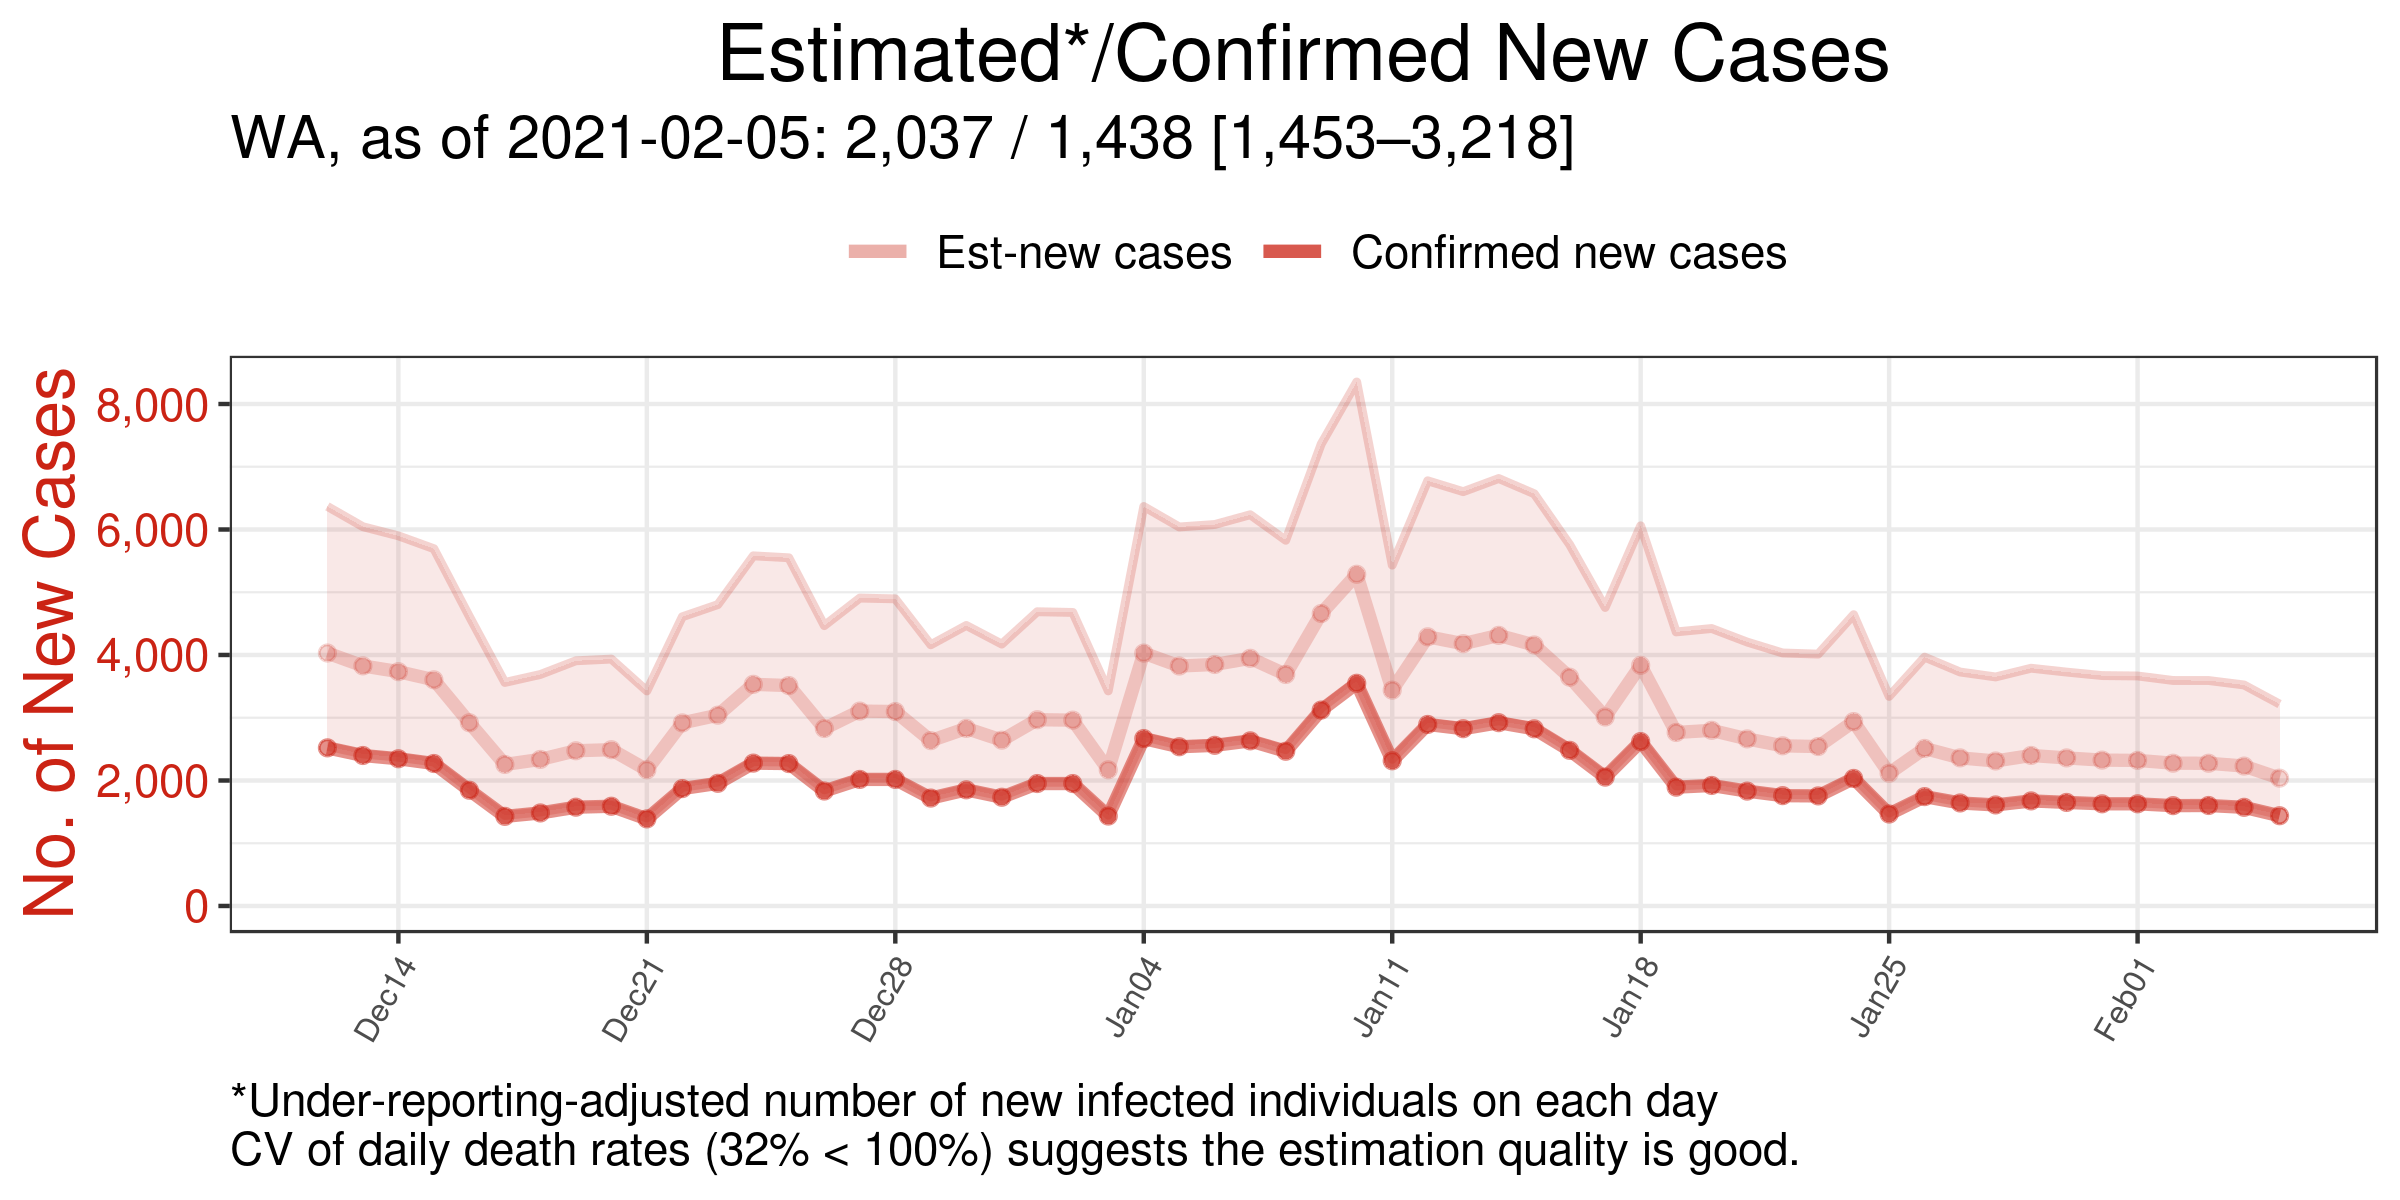 Estimated*/Confirmed New Cases
WA, as of 2021-02-05: 2,037 / 1,438 [1,453–3,218]
Est-new cases Confirmed new cases
No. of New Cases
8,000
6,000
4,000
2,000
0
Dec14 Dec21 Dec28 Jan04 Jan11 Jan18 Jan25 Feb01
*Under-reporting-adjusted number of new infected individuals on each day
CV of daily death rates (32% < 100%) suggests the estimation quality is good.